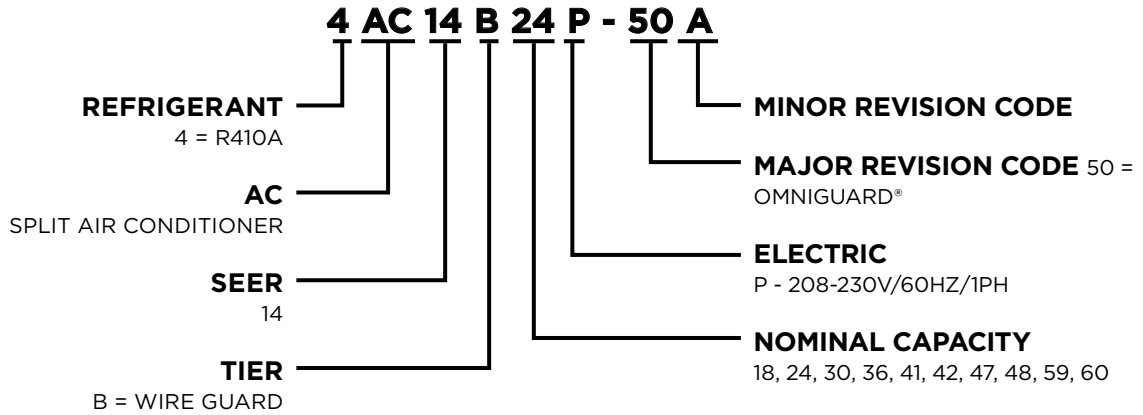 4 AC 14 B 24 P - 50 A
REFRIGERANT
4 = R410A
AC
SPLIT AIR CONDITIONER
SEER
14
TIER
B = WIRE GUARD
MINOR REVISION CODE
MAJOR REVISION CODE 50 =
OMNIGUARD®
ELECTRIC
P - 208-230V/60HZ/1PH
NOMINAL CAPACITY
18, 24, 30, 36, 41, 42, 47, 48, 59, 60